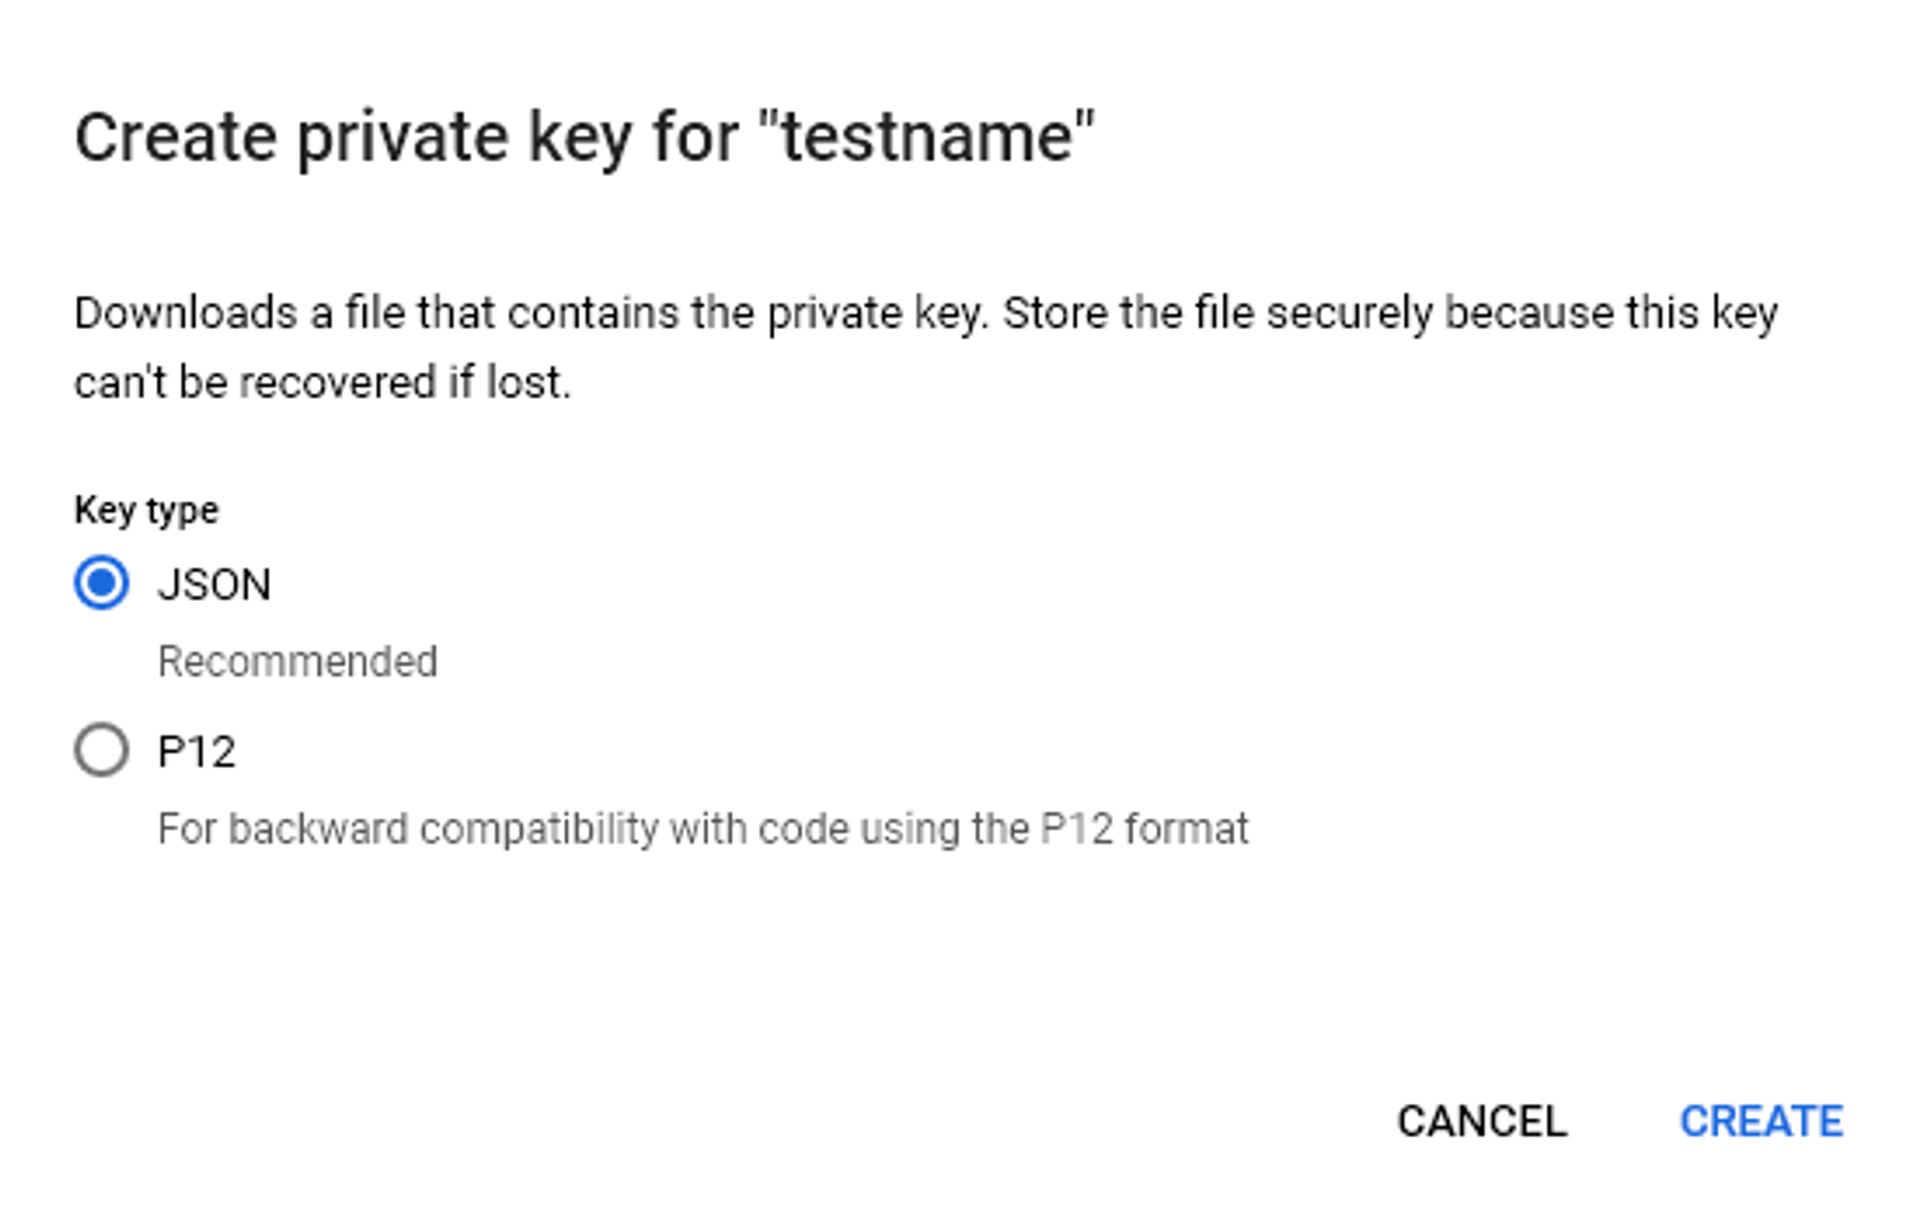 Create private key for "testname"
Downloads a file that contains the private key. Store the file securely because this key
can't be recovered if lost.
Key type
JSON
Recommended
P12
For backward compatibility with code using the P12 format
CANCEL CREATE